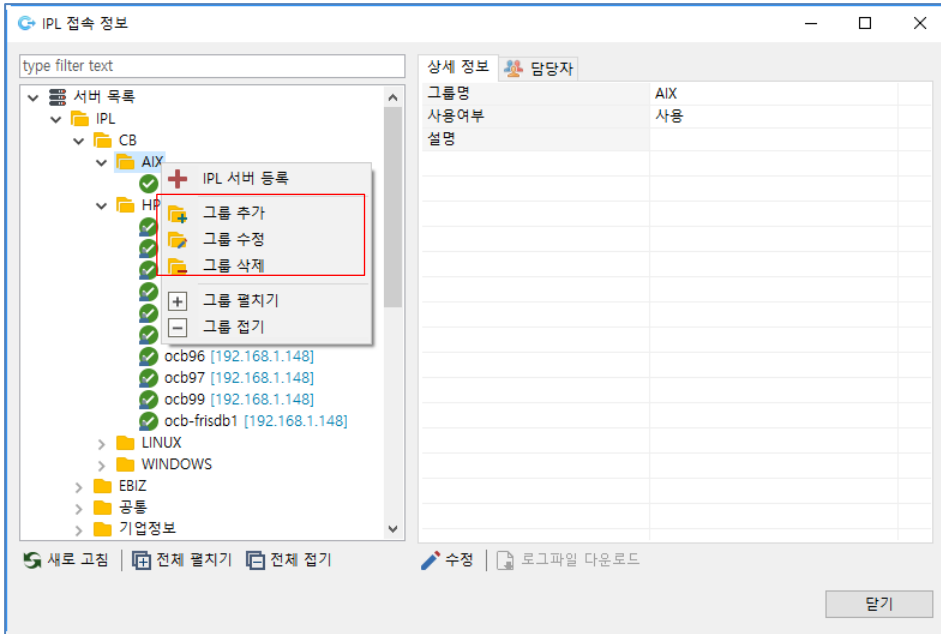 IPL 접속 정보
type filter text
서버 목록
IPL
CB
AIX
HP
IPL 서버 등록
그룹 추가
그룹 수정
그룹 삭제
그룹 펼치기
그룹 접기
ocb96 [192.168.1.148]
ocb97 [192.168.1.148]
ocb99 [192.168.1.148]
ocb-frisdb1 [192.168.1.148]
LINUX
WINDOWS
EBIZ
공통
기업정보
새로 고침 전체 펼치기 전체 접기
상세 정보 담당자
그룹명 AIX
사용여부 사용
설명
수정 로그파일 다운로드
닫기